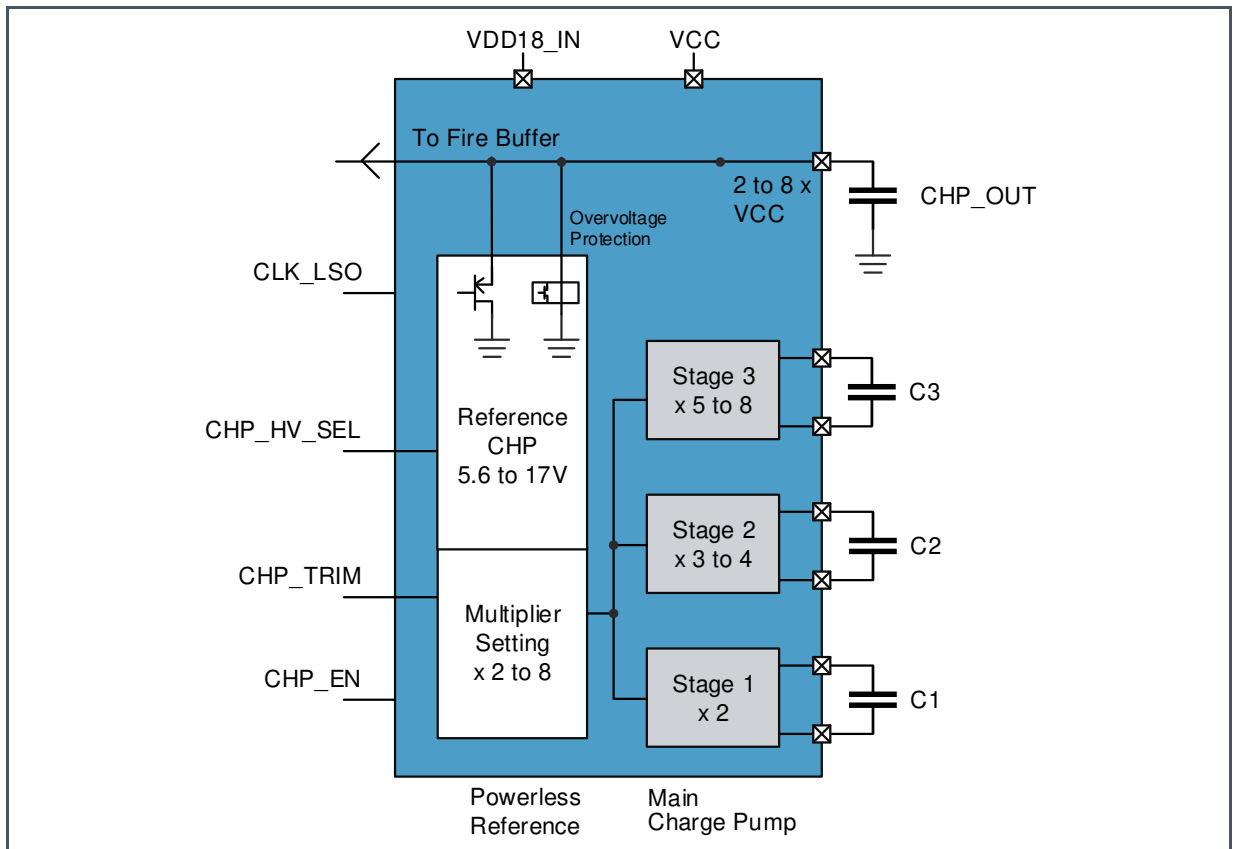 VDD18_IN
VCC
To Fire Buffer
2 to 8 x
VCC
CHP_OUT
Overvoltage
Protection
CLK_LSO
Reference
CHP
5.6 to 17V
CHP_HV_SEL
Stage 3
x 5 to 8
C3
Stage 2
x 3 to 4
C2
CHP_TRIM
Multiplier
Setting
x 2 to 8
CHP_EN
Stage 1
x 2
C1
Powerless
Reference
Main
Charge Pump